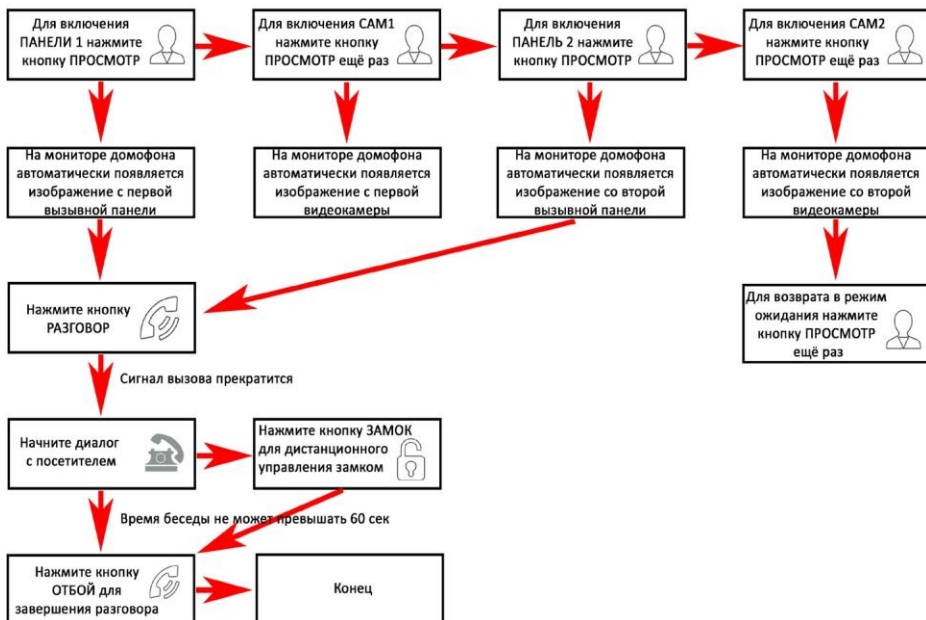 Для включения
ПАНЕЛИ 1 нажмите
кнопку ПРОСМОТР
Для включения САМ1
нажмите кнопку
ПРОСМОТР ещё раз
Для включения
ПАНЕЛЬ 2 нажмите
кнопку ПРОСМОТР
Для включения САМ2
нажмите кнопку
ПРОСМОТР ещё раз
На мониторе домофона
автоматически появляется
изображение с первой
вызывной панели
На мониторе домофона
автоматически появляется
изображение с первой
видеокамеры
На мониторе домофона
автоматически появляется
изображение со второй
вызывной панели
На мониторе домофона
автоматически появляется
изображение со второй
видеокамеры
Нажмите кнопку
РАЗГОВОР
Для возврата в режим
ожидания нажмите
кнопку ПРОСМОТР
ещё раз
Сигнал вызова прекратится
Начните диалог
с посетителем
Нажмите кнопку ЗАМОК
для дистанционного
управления замком
Время беседы не может превышать 60 сек
Нажмите кнопку
ОТБОЙ для
завершения разговора
Конец